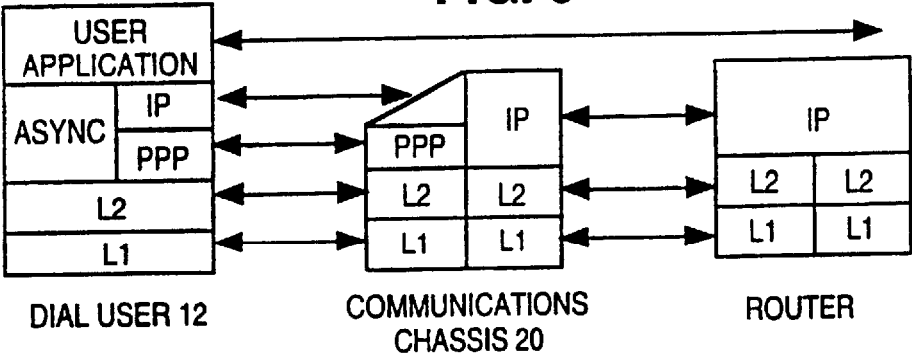 USER
APPLICATION
ASYNC
IP
PPP
L2
L1
PPP
IP
L2
L2
L1
L1
IP
L2
L2
L1
L1
DIAL USER 12
COMMUNICATIONS
CHASSIS 20
ROUTER